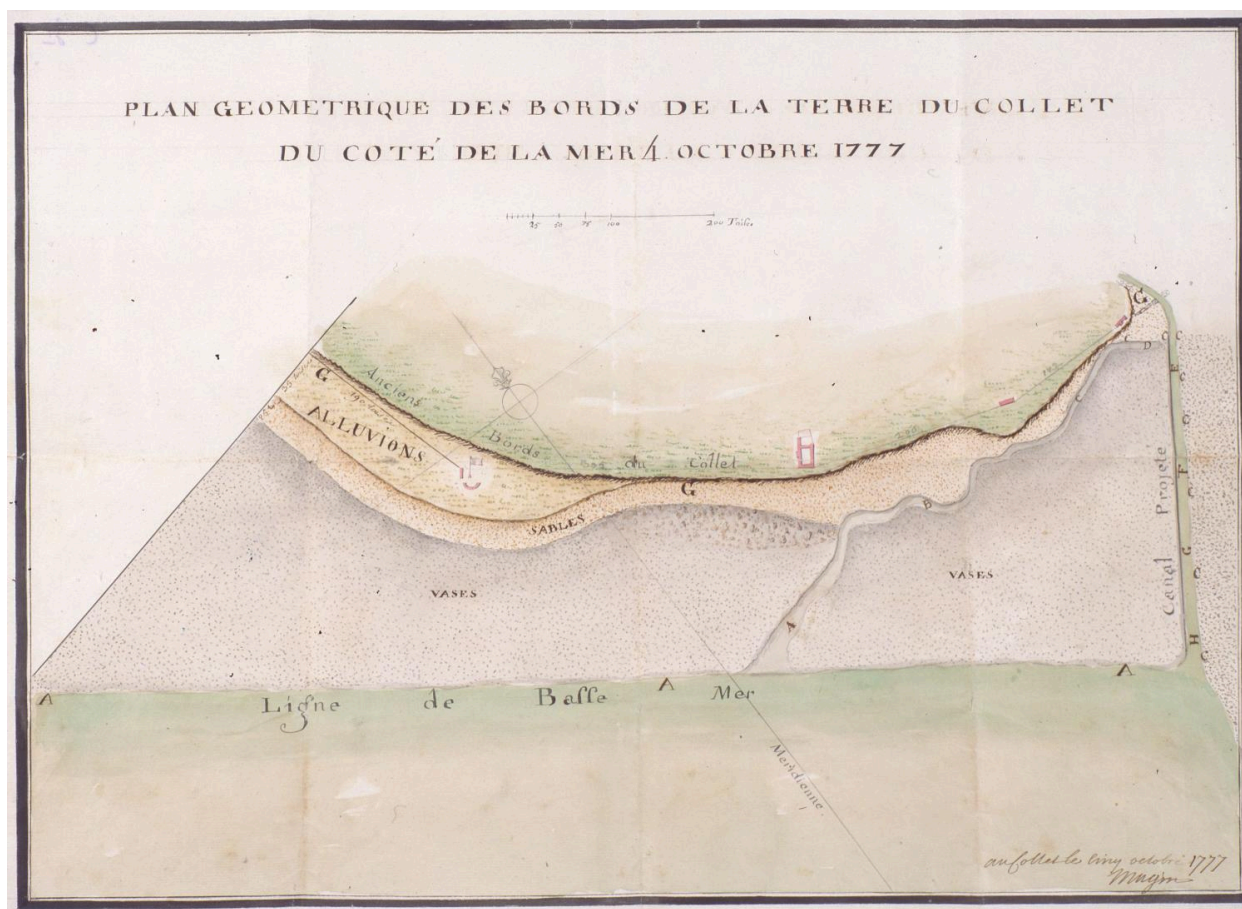 PLAN GEOMETRIQUE DES BORDS DE LA TERRE DU COLLET
DU COTÉ DE LA MER 4. OCTOBRE 1777
25 50 75 100 200 Toises
G
G
Anciens Bords du Collet
ALLUVIONS
G
SABLES
VASES
VASES
A
B
C
D
C C
E
C
C
F
C
G
C
H
G
Canal Projeté
A A A
Ligne de Basse Mer
Meridienne
au Collet le cinq octobre 1777
Magin